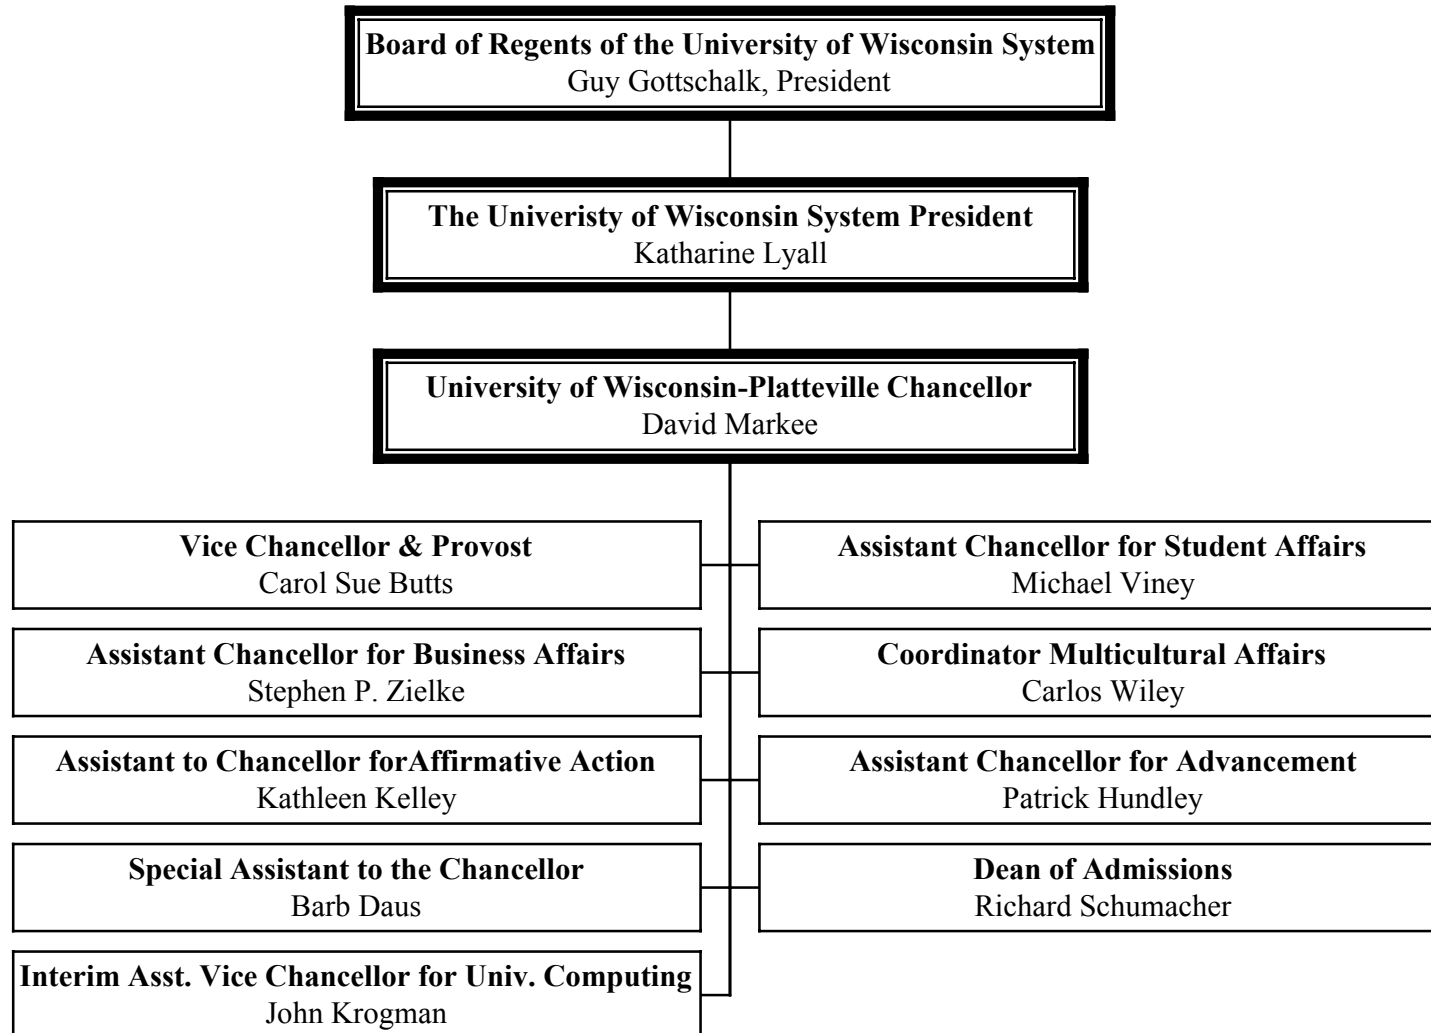 Board of Regents of the University of Wisconsin System
Guy Gottschalk, President
The Univeristy of Wisconsin System President
Katharine Lyall
University of Wisconsin-Platteville Chancellor
David Markee
Vice Chancellor & Provost
Carol Sue Butts
Assistant Chancellor for Student Affairs
Michael Viney
Assistant Chancellor for Business Affairs
Stephen P. Zielke
Coordinator Multicultural Affairs
Carlos Wiley
Assistant to Chancellor forAffirmative Action
Kathleen Kelley
Assistant Chancellor for Advancement
Patrick Hundley
Special Assistant to the Chancellor
Barb Daus
Dean of Admissions
Richard Schumacher
Interim Asst. Vice Chancellor for Univ. Computing
John Krogman